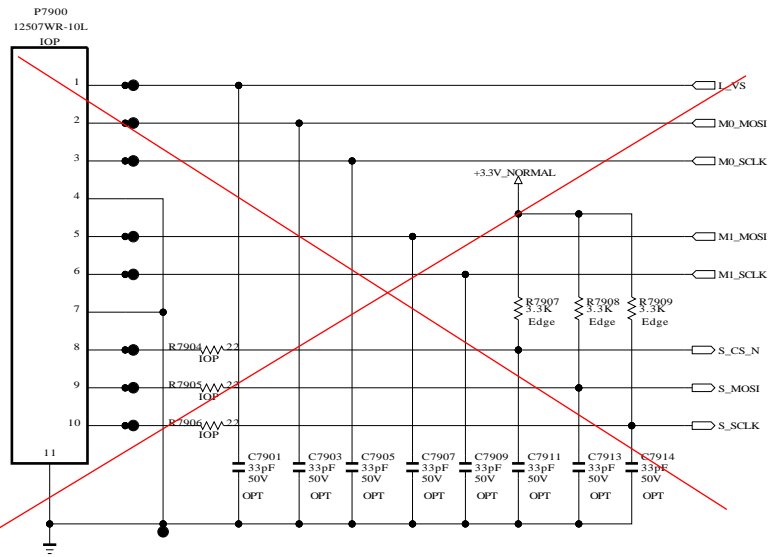 P7900
12507WR-10L
IOP
1
L_VS
2
M0_MOSI
3
M0_SCLK
+3.3V_NORMAL
4
5
M1_MOSI
6
M1_SCLK
R7907
3.3K
Edge
R7908
3.3K
Edge
R7909
3.3K
Edge
7
8
R7904
22
IOP
S_CS_N
9
R7905
22
IOP
S_MOSI
10
R7906
22
IOP
S_SCLK
11
C7901
33pF
50V
OPT
C7903
33pF
50V
OPT
C7905
33pF
50V
OPT
C7907
33pF
50V
OPT
C7909
33pF
50V
OPT
C7911
33pF
50V
OPT
C7913
33pF
50V
OPT
C7914
33pF
50V
OPT